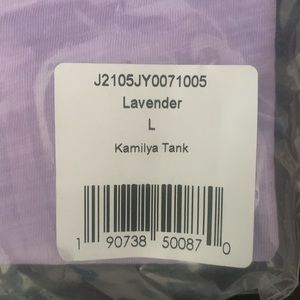 J2105JY0071005
Lavender
L
Kamilya Tank
1 90738 50087 0